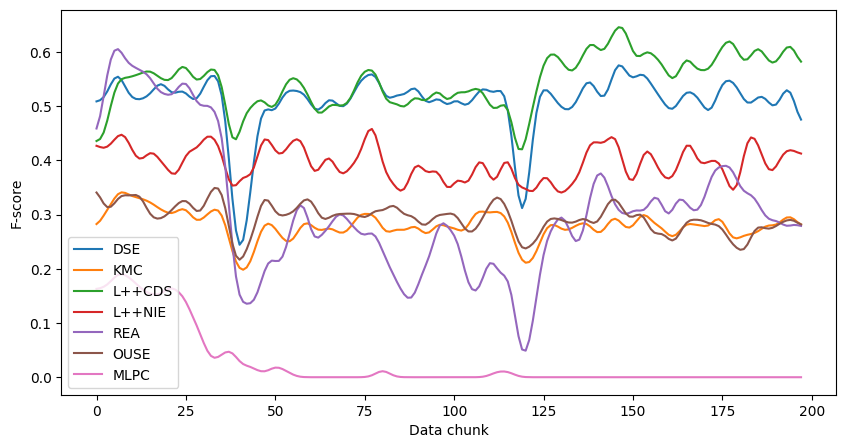 F-score
0.6
0.5
0.4
0.3
0.2
0.1
0.0
DSE
KMC
L++CDS
L++NIE
REA
OUSE
MLPC
0 25 50 75 100 125 150 175 200
Data chunk